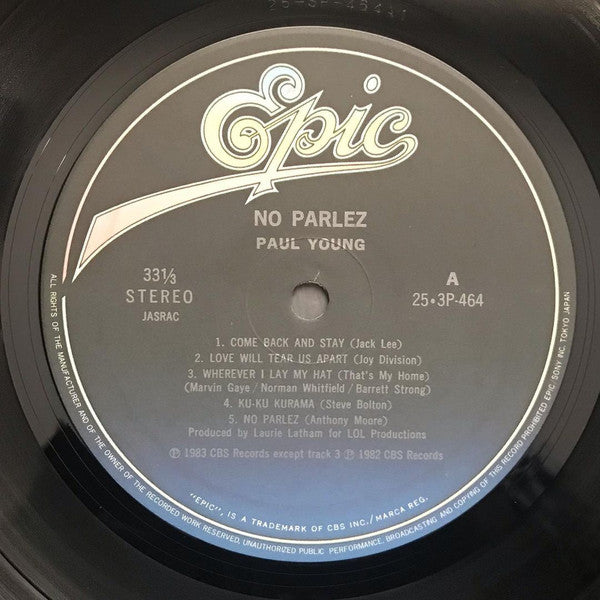 25-3P-464A1
Epic
NO PARLEZ
PAUL YOUNG
33⅓
STEREO
JASRAC
A
25•3P-464
1. COME BACK AND STAY (Jack Lee)
2. LOVE WILL TEAR US APART (Joy Division)
3. WHEREVER I LAY MY HAT (That's My Home)
(Marvin Gaye / Norman Whitfield / Barrett Strong)
4. KU-KU KURAMA (Steve Bolton)
5. NO PARLEZ (Anthony Moore)
Produced by Laurie Latham for LOL Productions
Ⓟ 1983 CBS Records except track 3 Ⓟ 1982 CBS Records
"EPIC", IS A TRADEMARK OF CBS INC./MARCA REG.
ALL RIGHTS OF THE MANUFACTURER AND OF THE OWNER OF THE RECORDED WORK RESERVED, UNAUTHORIZED PUBLIC PERFORMANCE, BROADCASTING AND COPYING OF THIS RECORD PROHIBITED EPIC. SONY INC. TOKYO JAPAN